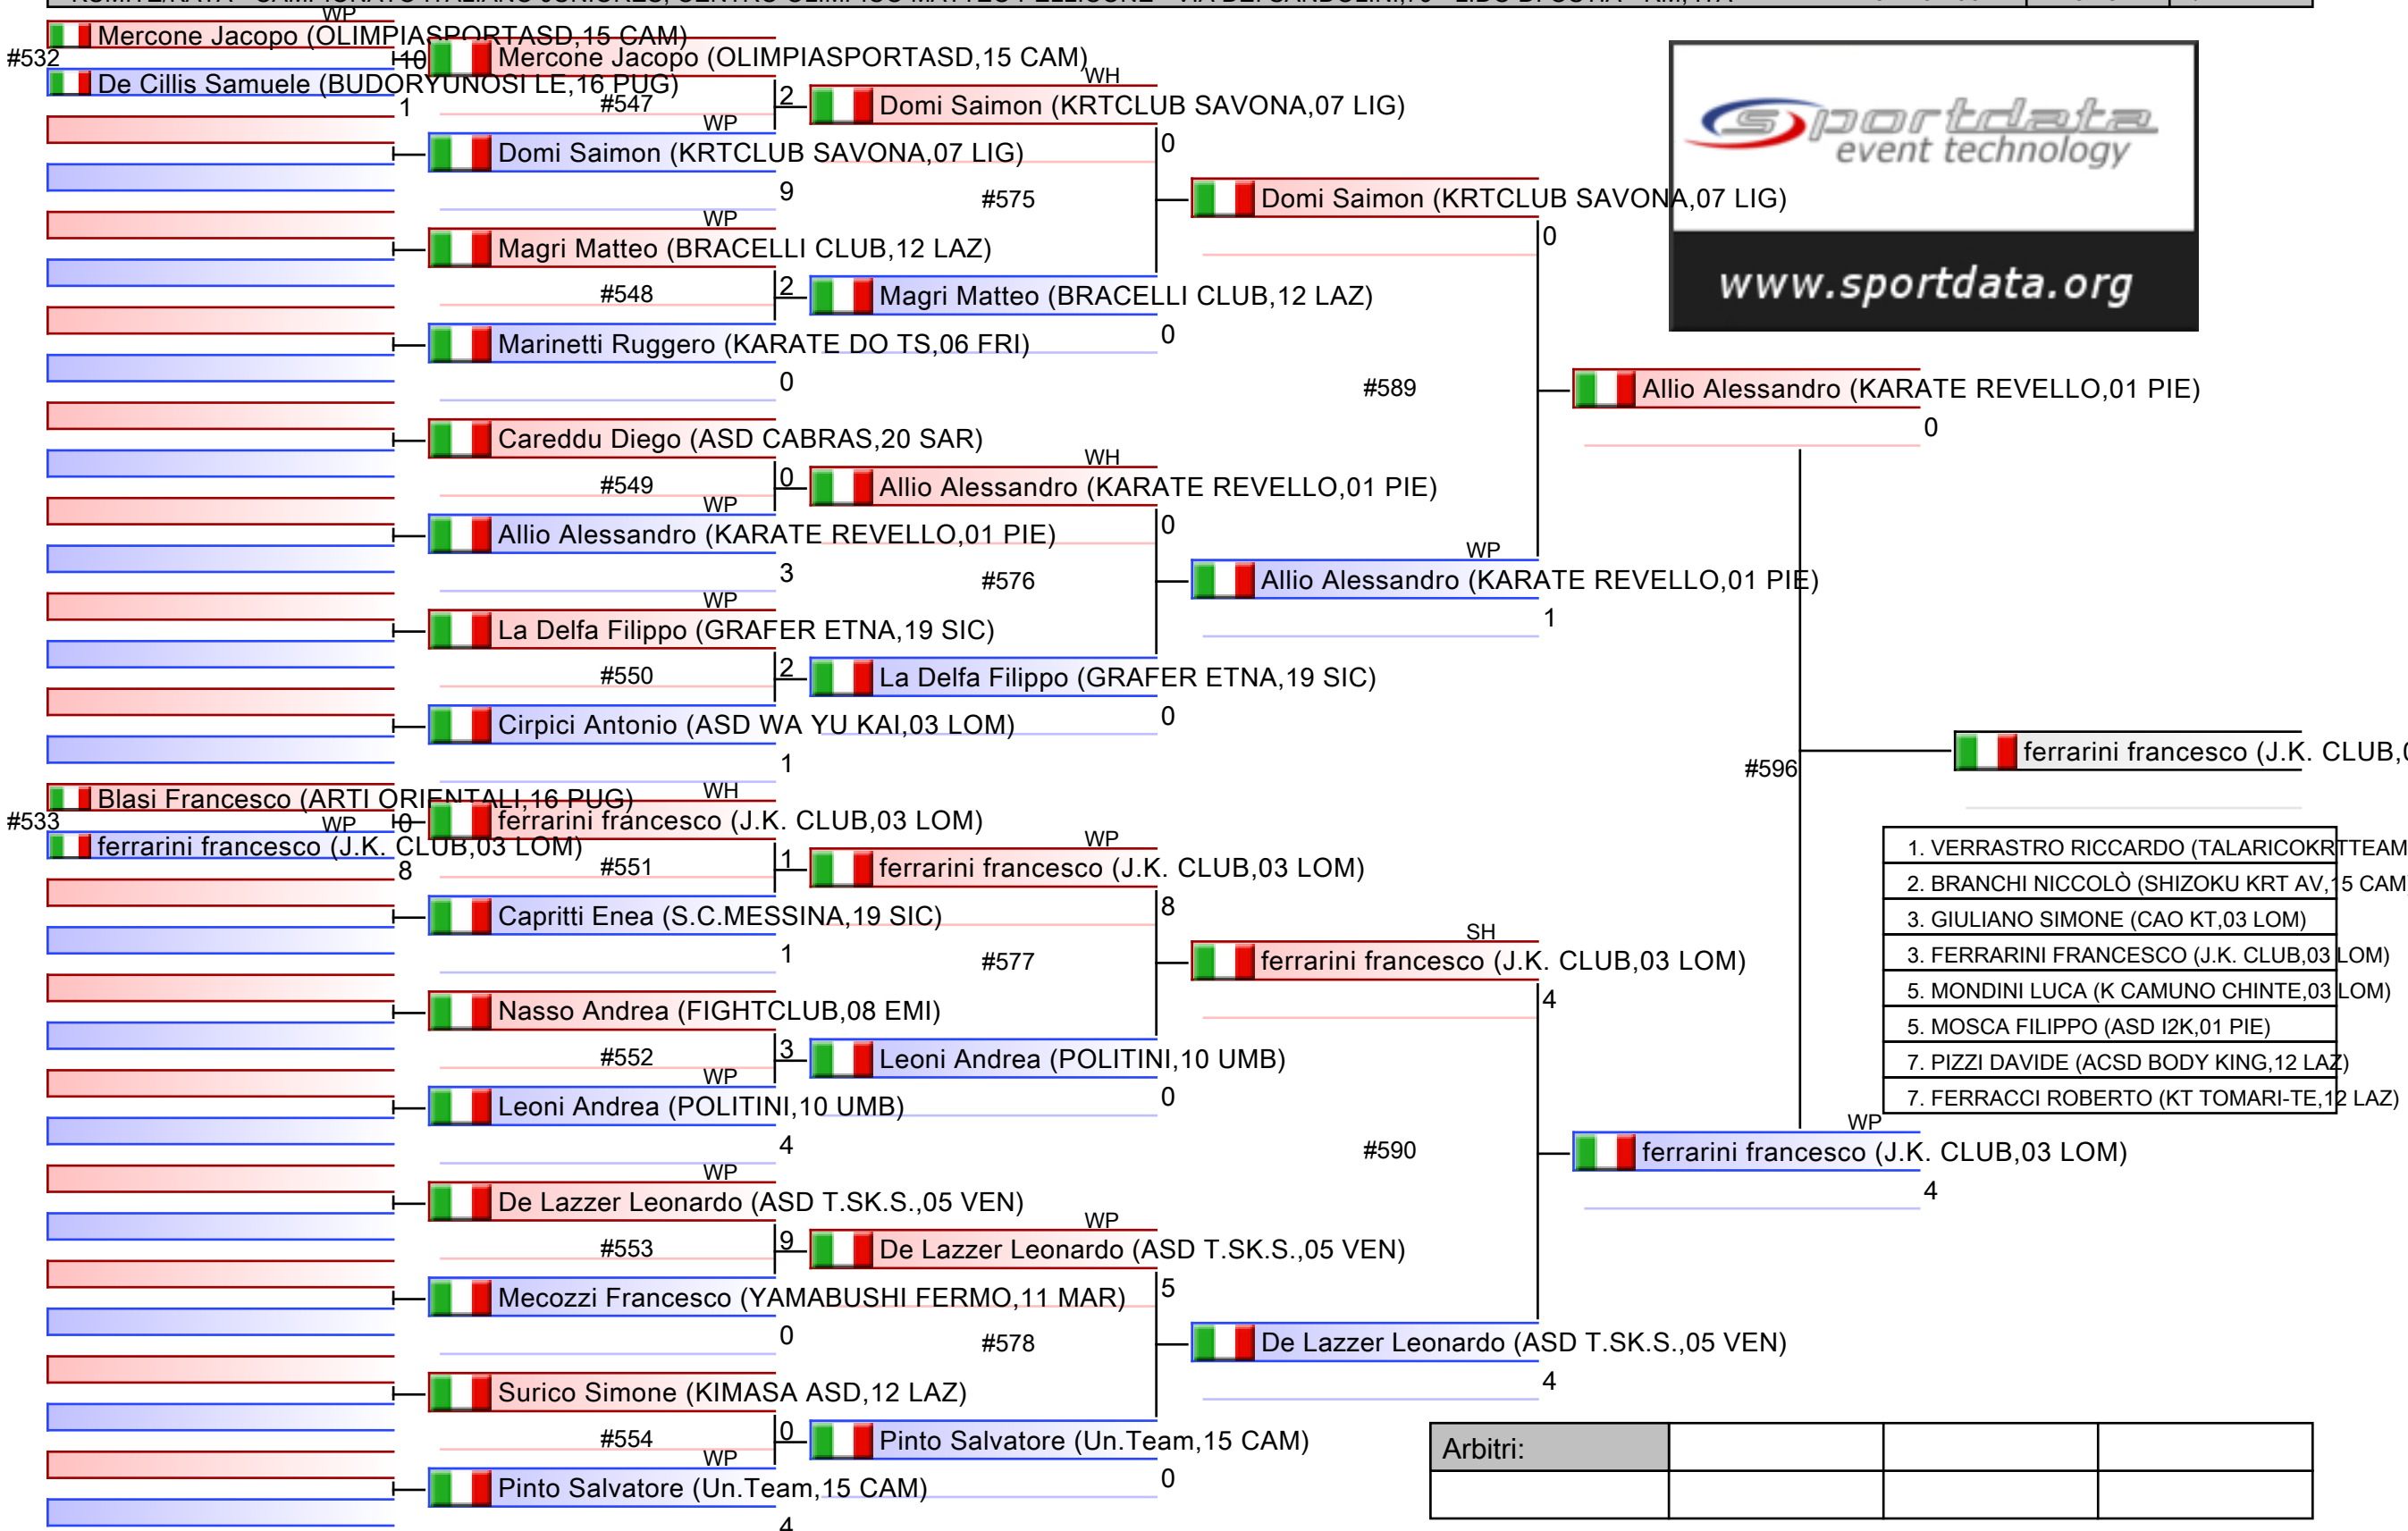 WP
Mercone Jacopo (OLIMPIASPORTASD,15 CAM)
#532
10
De Cillis Samuele (BUDORYUNOSI LE,16 PUG)
1
Mercone Jacopo (OLIMPIASPORTASD,15 CAM)
#547
2
WP
Domi Saimon (KRTCLUB SAVONA,07 LIG)
9
WP
Magri Matteo (BRACELLI CLUB,12 LAZ)
#548
2
Marinetti Ruggero (KARATE DO TS,06 FRI)
0
Careddu Diego (ASD CABRAS,20 SAR)
#549
0
WP
Allio Alessandro (KARATE REVELLO,01 PIE)
3
WP
La Delfa Filippo (GRAFER ETNA,19 SIC)
#550
2
Cirpici Antonio (ASD WA YU KAI,03 LOM)
1
Blasi Francesco (ARTI ORIENTALI,16 PUG)
#533
0
WP
ferrarini francesco (J.K. CLUB,03 LOM)
8
WH
ferrarini francesco (J.K. CLUB,03 LOM)
#551
1
Capritti Enea (S.C.MESSINA,19 SIC)
1
Nasso Andrea (FIGHTCLUB,08 EMI)
#552
3
WP
Leoni Andrea (POLITINI,10 UMB)
4
WP
De Lazzer Leonardo (ASD T.SK.S.,05 VEN)
#553
9
Mecozzi Francesco (YAMABUSHI FERMO,11 MAR)
0
Surico Simone (KIMASA ASD,12 LAZ)
#554
0
WP
Pinto Salvatore (Un.Team,15 CAM)
4
WH
Domi Saimon (KRTCLUB SAVONA,07 LIG)
0
#575
Magri Matteo (BRACELLI CLUB,12 LAZ)
0
WH
Allio Alessandro (KARATE REVELLO,01 PIE)
0
#576
La Delfa Filippo (GRAFER ETNA,19 SIC)
0
WP
ferrarini francesco (J.K. CLUB,03 LOM)
8
#577
Leoni Andrea (POLITINI,10 UMB)
0
WP
De Lazzer Leonardo (ASD T.SK.S.,05 VEN)
5
#578
Pinto Salvatore (Un.Team,15 CAM)
0
Domi Saimon (KRTCLUB SAVONA,07 LIG)
0
#589
WP
Allio Alessandro (KARATE REVELLO,01 PIE)
1
SH
ferrarini francesco (J.K. CLUB,03 LOM)
4
#590
De Lazzer Leonardo (ASD T.SK.S.,05 VEN)
4
Allio Alessandro (KARATE REVELLO,01 PIE)
0
#596
WP
ferrarini francesco (J.K. CLUB,03 LOM)
4
ferrarini francesco (J.K. CLUB,
sportdata
event technology
www.sportdata.org
1. VERRASTRO RICCARDO (TALARICOKRTTEAM
2. BRANCHI NICCOLÒ (SHIZOKU KRT AV,15 CAM
3. GIULIANO SIMONE (CAO KT,03 LOM)
3. FERRARINI FRANCESCO (J.K. CLUB,03 LOM)
5. MONDINI LUCA (K CAMUNO CHINTE,03 LOM)
5. MOSCA FILIPPO (ASD I2K,01 PIE)
7. PIZZI DAVIDE (ACSD BODY KING,12 LAZ)
7. FERRACCI ROBERTO (KT TOMARI-TE,12 LAZ)
Arbitri: